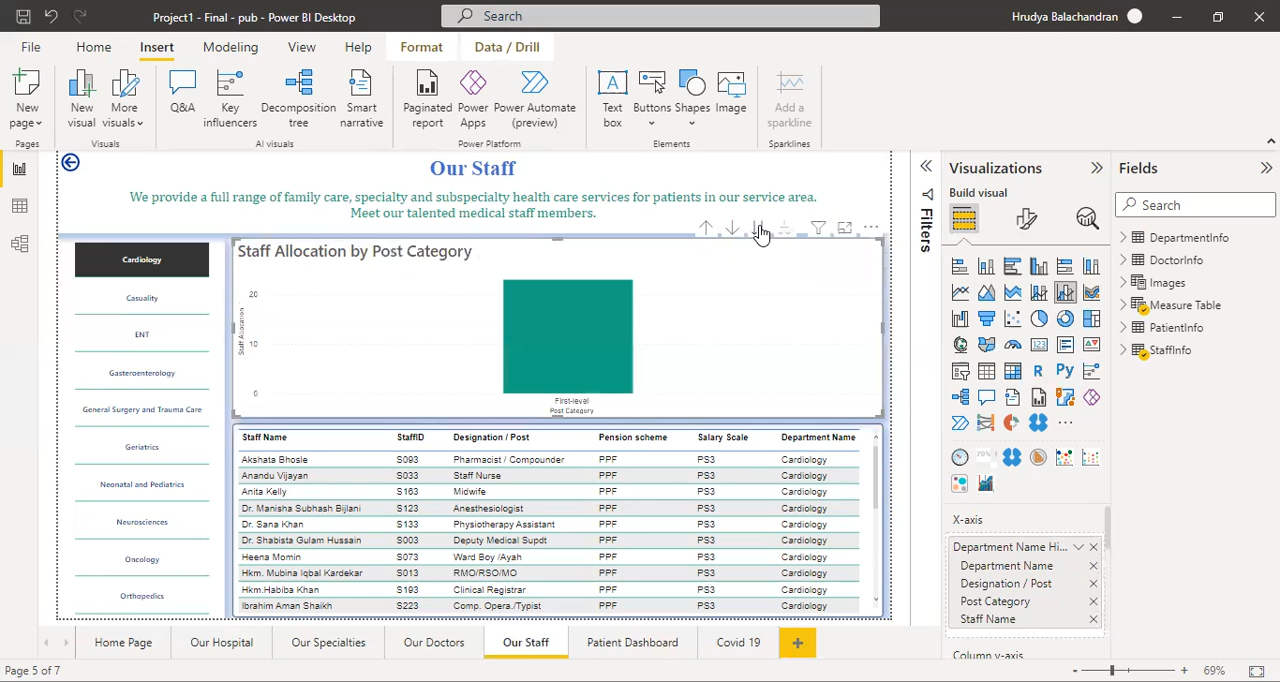 Project1 - Final - pub - Power BI Desktop
Search
Hrudya Balachandran
File
Home
Insert
Modeling
View
Help
Format
Data / Drill
New page
New visual
More visuals
Q&A
Key influencers
Decomposition tree
Smart narrative
Paginated report
Power Apps
Power Automate (preview)
Text box
Buttons
Shapes
Image
Add a sparkline
Pages
Visuals
AI visuals
Power Platform
Elements
Sparklines
Our Staff
We provide a full range of family care, specialty and subspecialty health care services for patients in our service area.
Meet our talented medical staff members.
Cardiology
Casuality
ENT
Gasteroenterology
General Surgery and Trauma Care
Geriatrics
Neonatal and Pediatrics
Neurosciences
Oncology
Orthopedics
Staff Allocation by Post Category
Staff Allocation
20
10
0
First-level
Post Category
Staff Name StaffID Designation / Post Pension scheme Salary Scale Department Name
Akshata Bhosle S093 Pharmacist / Compounder PPF PS3 Cardiology
Anandu Vijayan S033 Staff Nurse PPF PS3 Cardiology
Anita Kelly S163 Midwife PPF PS3 Cardiology
Dr. Manisha Subhash Bijlani S123 Anesthesiologist PPF PS3 Cardiology
Dr. Sana Khan S133 Physiotherapy Assistant PPF PS3 Cardiology
Dr. Shabista Gulam Hussain S003 Deputy Medical Supdt PPF PS3 Cardiology
Heena Momin S073 Ward Boy /Ayah PPF PS3 Cardiology
Hkm. Mubina Iqbal Kardekar S013 RMO/RSO/MO PPF PS3 Cardiology
Hkm.Habiba Khan S193 Clinical Registrar PPF PS3 Cardiology
Ibrahim Aman Shaikh S223 Comp. Opera./Typist PPF PS3 Cardiology
Filters
Visualizations
Build visual
123
R
Py
X-axis
Department Name Hi...
Department Name
Designation / Post
Post Category
Staff Name
Column y-axis
Fields
Search
DepartmentInfo
DoctorInfo
Images
Measure Table
PatientInfo
StaffInfo
Home Page
Our Hospital
Our Specialties
Our Doctors
Our Staff
Patient Dashboard
Covid 19
Page 5 of 7
69%